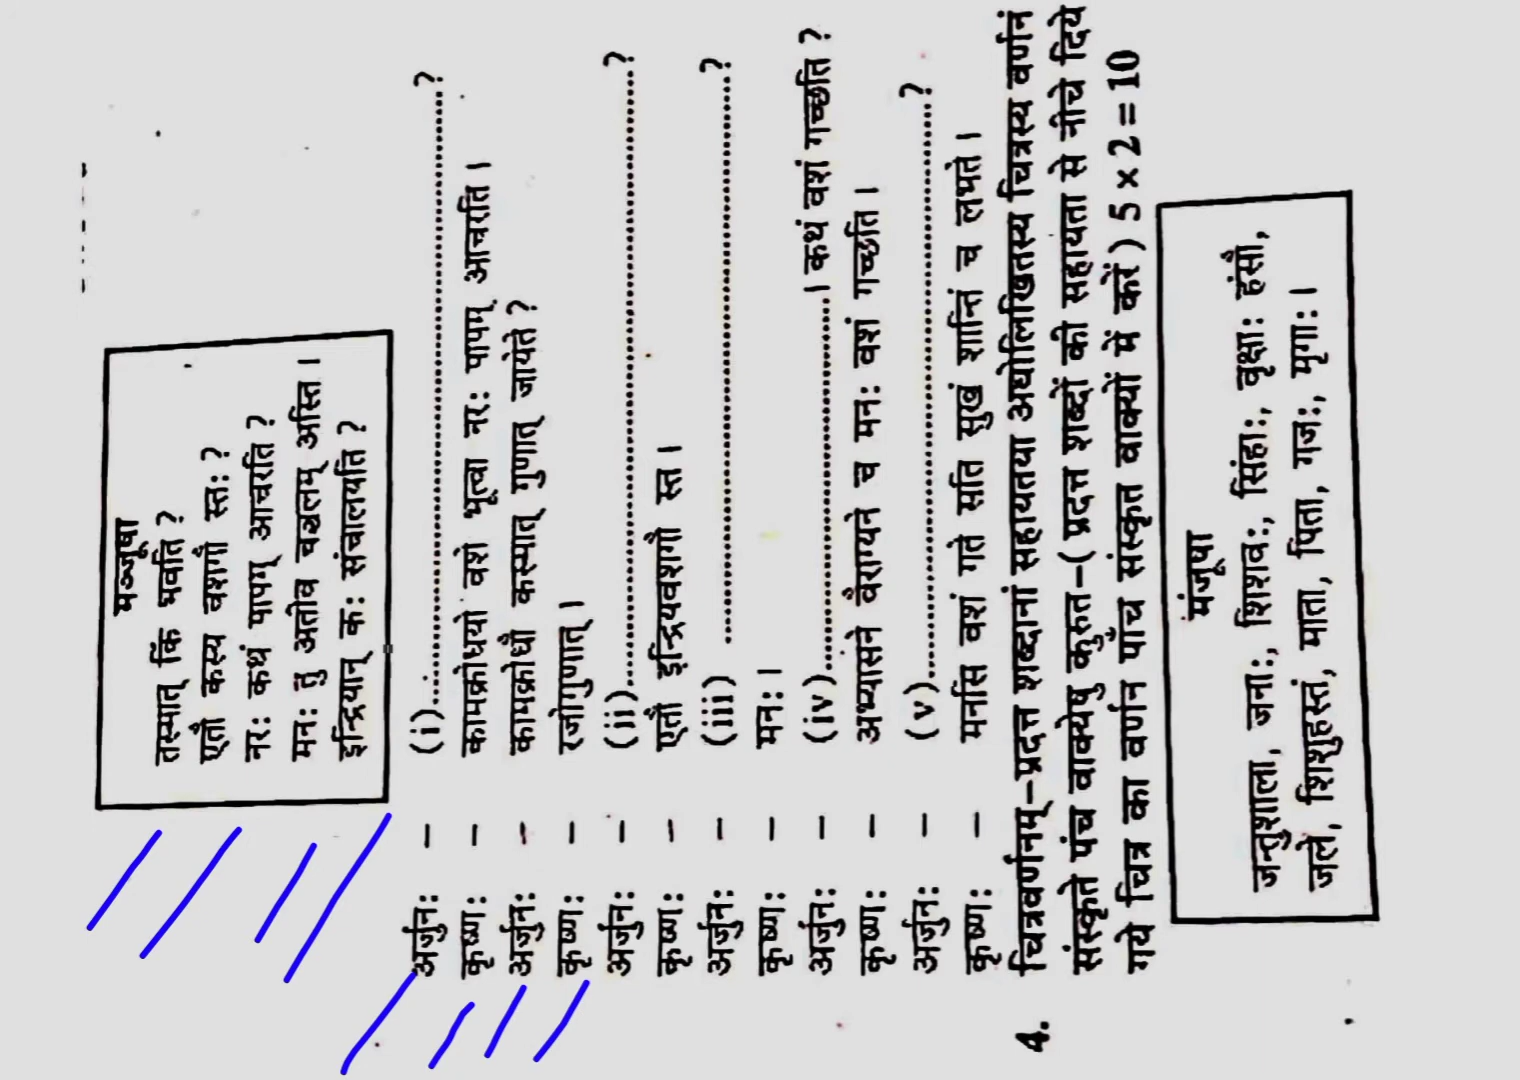 मञ्जूषा
तस्मात् किं भवति ?
एतौ कस्य वशगौ स्तः ?
नरः कथं पापम् आचरति ?
मनः तु अतीव चञ्चलम् अस्ति ।
इन्द्रियान् कः संचालयति ?
अर्जुनः – (i)..............................?
कृष्णः – कामक्रोधयो वशे भूत्वा नरः पापम् आचरति ।
अर्जुनः – कामक्रोधौ कस्मात् गुणात् जायेते ?
कृष्णः – रजोगुणात् ।
अर्जुनः – (ii)..............................?
कृष्णः – एतौ इन्द्रियवशगौ स्त ।
अर्जुनः – (iii) ..............................?
कृष्णः – मनः ।
अर्जुनः – (iv)....................। कथं वशं गच्छति ?
कृष्णः – अभ्यासेन वैराग्येन च मनः वशं गच्छति ।
अर्जुनः – (v)..............................?
कृष्णः – मनसि वशं गते सति सुखं शान्तिं च लभते ।
4. चित्रवर्णनम्–प्रदत्त शब्दानां सहायतया अधोलिखितस्य चित्रस्य वर्णनं
संस्कृते पंच वाक्येषु कुरुत–( प्रदत्त शब्दों की सहायता से नीचे दिये
गये चित्र का वर्णन पाँच संस्कृत वाक्यों में करें ) 5 × 2 = 10
मंजूषा
जन्तुशाला, जनाः, शिशवः, सिंहाः, वृक्षाः हंसौ,
जले, शिशुहस्तं, माता, पिता, गजः, मृगाः ।